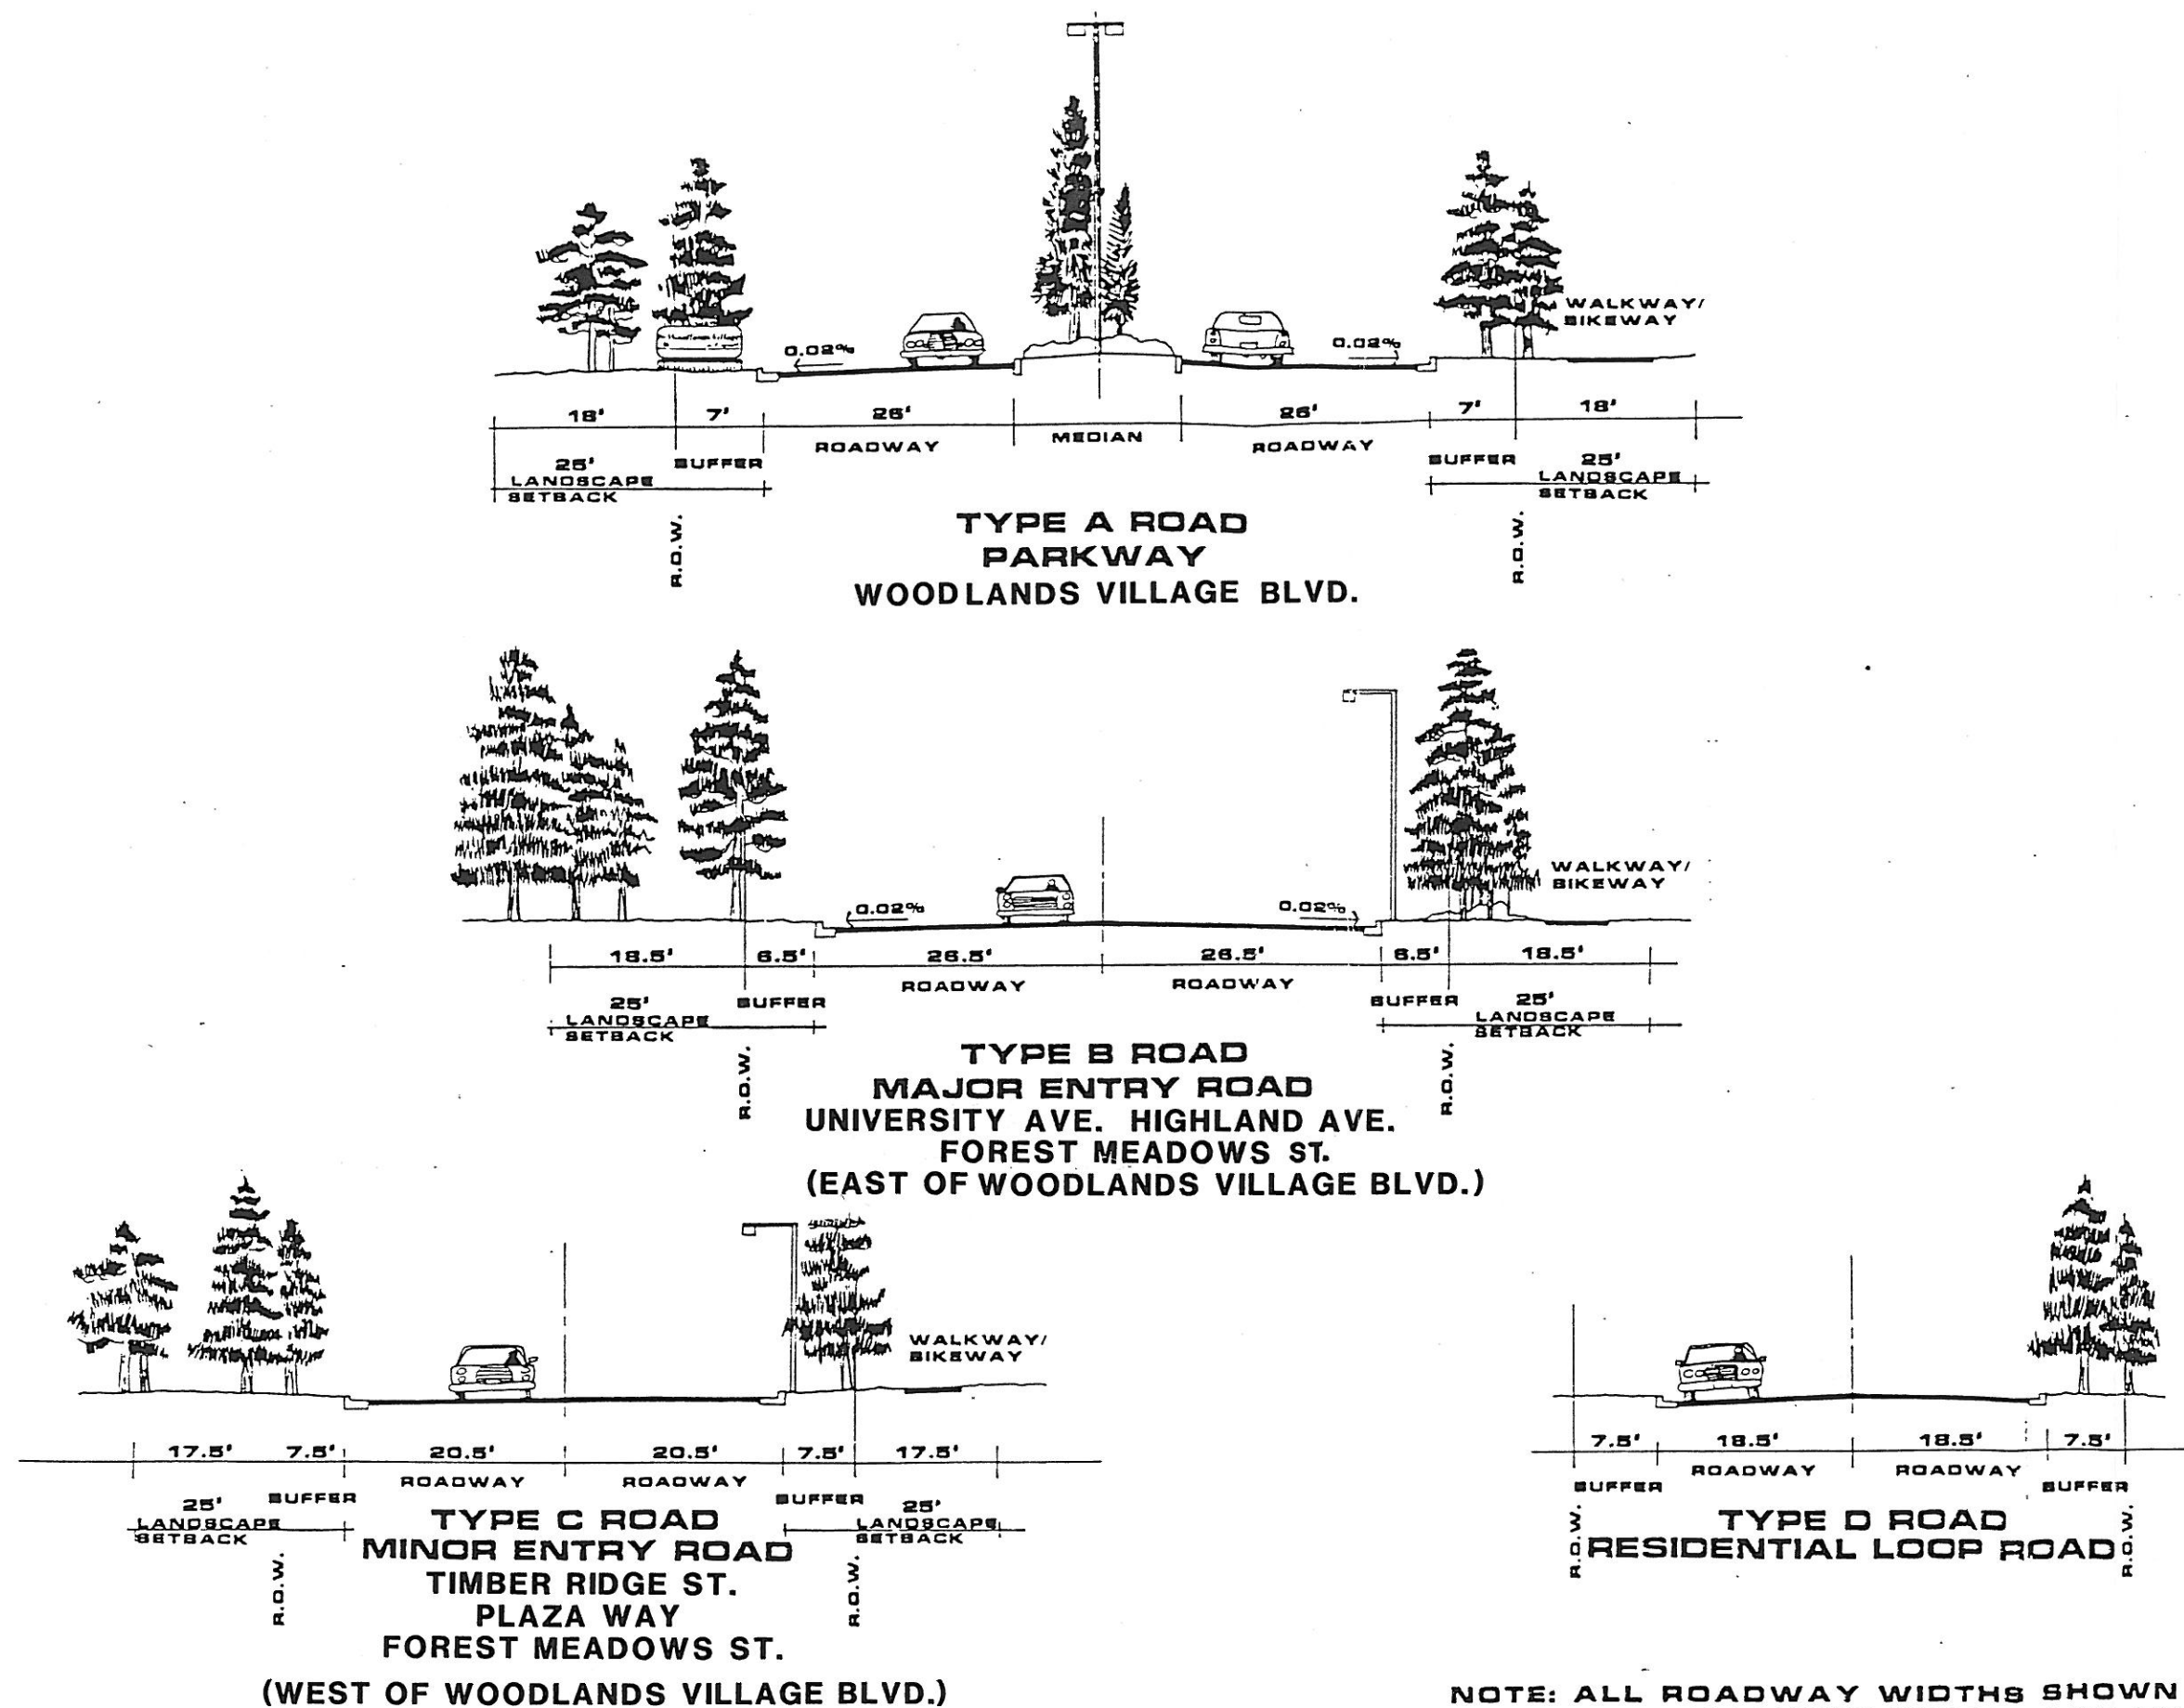 WALKWAY/
BIKEWAY
0.02%
0.02%
18'
7'
26'
26'
7'
18'
ROADWAY
MEDIAN
ROADWAY
25'
LANDSCAPE
SETBACK
BUFFER
BUFFER
25'
LANDSCAPE
SETBACK
R.O.W.
R.O.W.
TYPE A ROAD
PARKWAY
WOODLANDS VILLAGE BLVD.
WALKWAY/
BIKEWAY
0.02%
0.02%
18.5'
6.5'
26.5'
26.5'
6.5'
18.5'
ROADWAY
ROADWAY
25'
LANDSCAPE
SETBACK
BUFFER
BUFFER
25'
LANDSCAPE
SETBACK
R.O.W.
R.O.W.
TYPE B ROAD
MAJOR ENTRY ROAD
UNIVERSITY AVE. HIGHLAND AVE.
FOREST MEADOWS ST.
(EAST OF WOODLANDS VILLAGE BLVD.)
WALKWAY/
BIKEWAY
17.5'
7.5'
20.5'
20.5'
7.5'
17.5'
ROADWAY
ROADWAY
25'
LANDSCAPE
SETBACK
BUFFER
BUFFER
25'
LANDSCAPE
SETBACK
R.O.W.
R.O.W.
TYPE C ROAD
MINOR ENTRY ROAD
TIMBER RIDGE ST.
PLAZA WAY
FOREST MEADOWS ST.
(WEST OF WOODLANDS VILLAGE BLVD.)
7.5'
18.5'
18.5'
7.5'
BUFFER
ROADWAY
ROADWAY
BUFFER
R.O.W.
R.O.W.
TYPE D ROAD
RESIDENTIAL LOOP ROAD
NOTE: ALL ROADWAY WIDTHS SHOWN